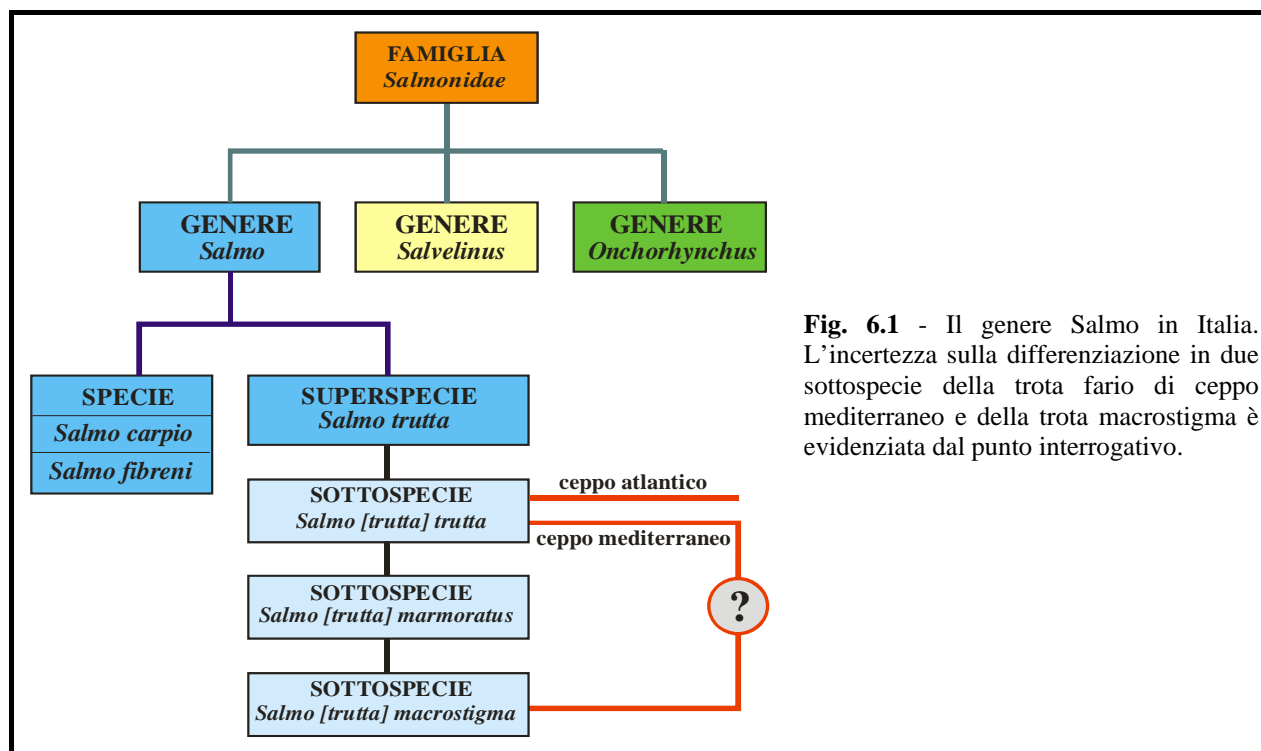 FAMIGLIA
Salmonidae
GENERE
Salmo
GENERE
Salvelinus
GENERE
Onchorhynchus
Fig. 6.1 - Il genere Salmo in Italia.
L’incertezza sulla differenziazione in due
sottospecie della trota fario di ceppo
mediterraneo e della trota macrostigma è
evidenziata dal punto interrogativo.
SPECIE
Salmo carpio
Salmo fibreni
SUPERSPECIE
Salmo trutta
SOTTOSPECIE
Salmo [trutta] trutta
ceppo atlantico
ceppo mediterraneo
SOTTOSPECIE
Salmo [trutta] marmoratus
?
SOTTOSPECIE
Salmo [trutta] macrostigma